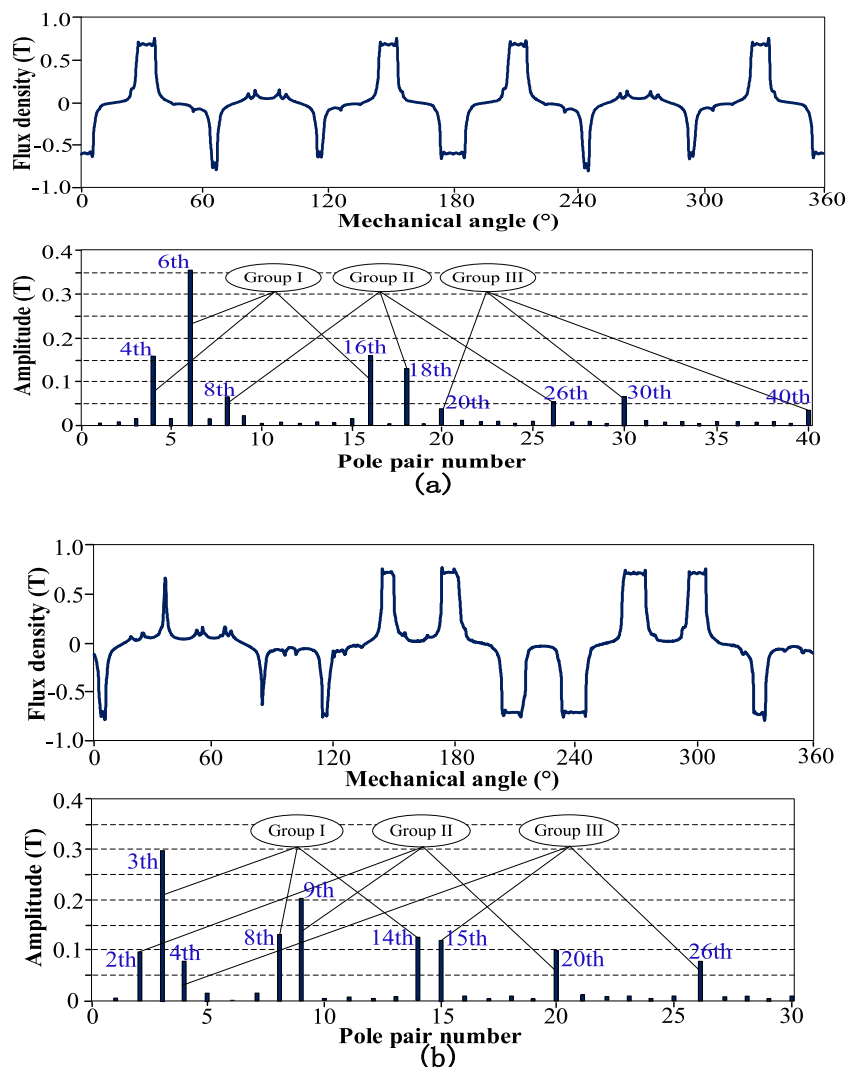 Flux density (T)
1.0
0.5
0
-0.5
-1.0
0 60 120 180 240 300 360
Mechanical angle (°)
Amplitude (T)
0.4
0.3
0.2
0.1
0
6th
Group I Group II Group III
4th
16th
8th
18th
20th
26th
30th
40th
0 5 10 15 20 25 30 35 40
Pole pair number
(a)
Flux density (T)
1.0
0.5
0
-0.5
-1.0
0 60 120 180 240 300 360
Mechanical angle (°)
Amplitude (T)
0.4
0.3
0.2
0.1
0
Group I Group II Group III
3th
9th
2th
4th
8th
14th
15th
20th
26th
0 5 10 15 20 25 30
Pole pair number
(b)